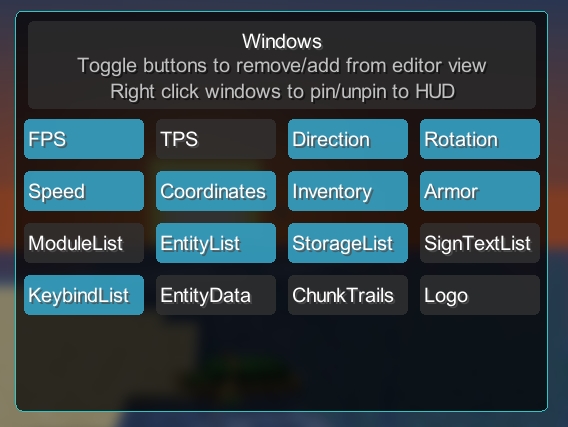 Windows
Toggle buttons to remove/add from editor view
Right click windows to pin/unpin to HUD
FPS TPS Direction Rotation
Speed Coordinates Inventory Armor
ModuleList EntityList StorageList SignTextList
KeybindList EntityData ChunkTrails Logo